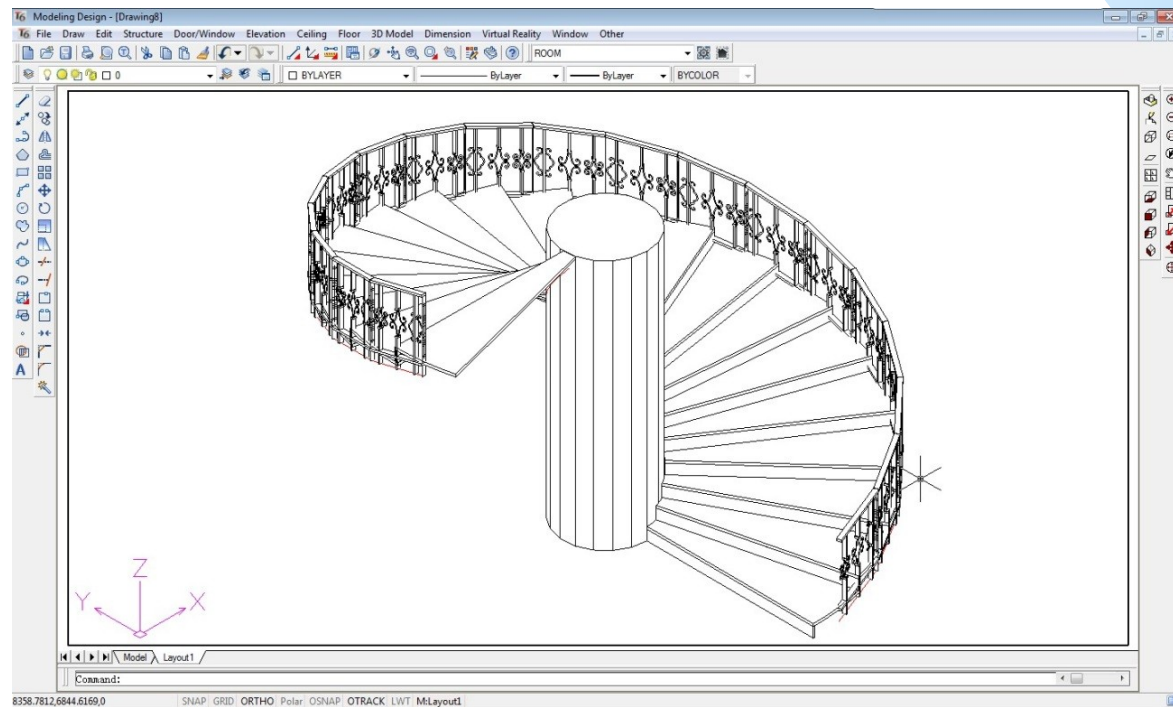 T6 Modeling Design - [Drawing8]
T6 File Draw Edit Structure Door/Window Elevation Ceiling Floor 3D Model Dimension Virtual Reality Window Other
ROOM
0 BYLAYER ByLayer ByLayer BYCOLOR
A
Z
Y X
Model Layout1
Command:
8358.7812,6844.6169,0 SNAP GRID ORTHO Polar OSNAP OTRACK LWT M:Layout1